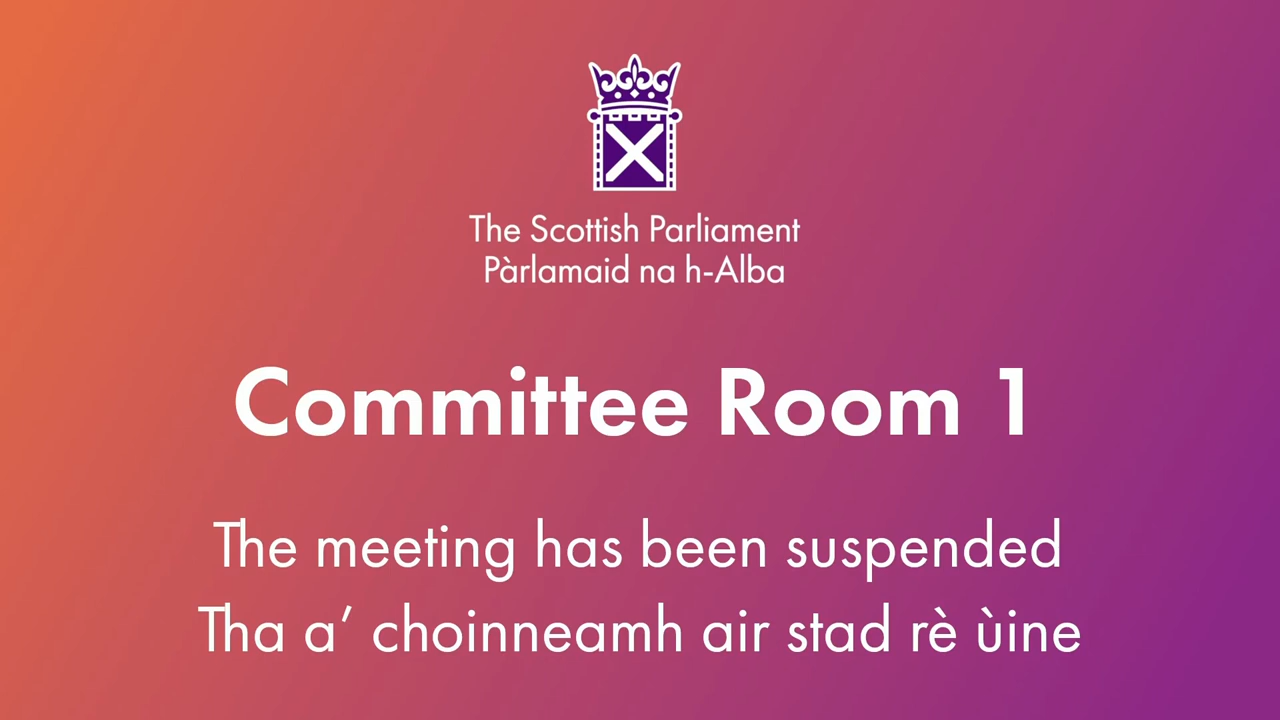 The Scottish Parliament
Pàrlamaid na h-Alba
Committee Room 1
The meeting has been suspended
Tha a’ choinneamh air stad rè ùine